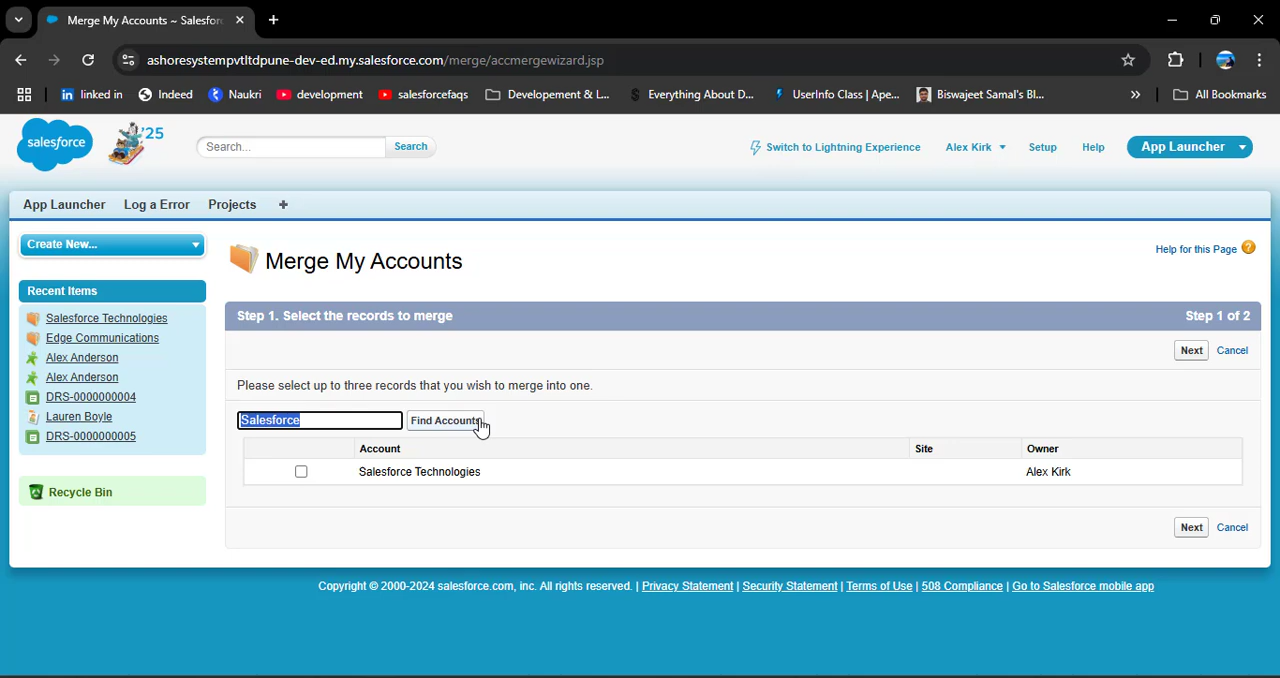 Merge My Accounts ~ Salesfor
ashoresystempvtltdpune-dev-ed.my.salesforce.com/merge/accmergewizard.jsp
linked in
Indeed
Naukri
development
salesforcefaqs
Developement & L...
Everything About D...
UserInfo Class | Ape...
Biswajeet Samal's Bl...
»
All Bookmarks
salesforce
'25
Search...
Search
Switch to Lightning Experience
Alex Kirk
Setup
Help
App Launcher
App Launcher
Log a Error
Projects
+
Create New...
Merge My Accounts
Help for this Page ?
Recent Items
Salesforce Technologies
Edge Communications
Alex Anderson
Alex Anderson
DRS-0000000004
Lauren Boyle
DRS-0000000005
Recycle Bin
Step 1. Select the records to merge
Step 1 of 2
Next
Cancel
Please select up to three records that you wish to merge into one.
Salesforce
Find Accounts
Account
Site
Owner
Salesforce Technologies
Alex Kirk
Next
Cancel
Copyright © 2000-2024 salesforce.com, inc. All rights reserved. | Privacy Statement | Security Statement | Terms of Use | 508 Compliance | Go to Salesforce mobile app